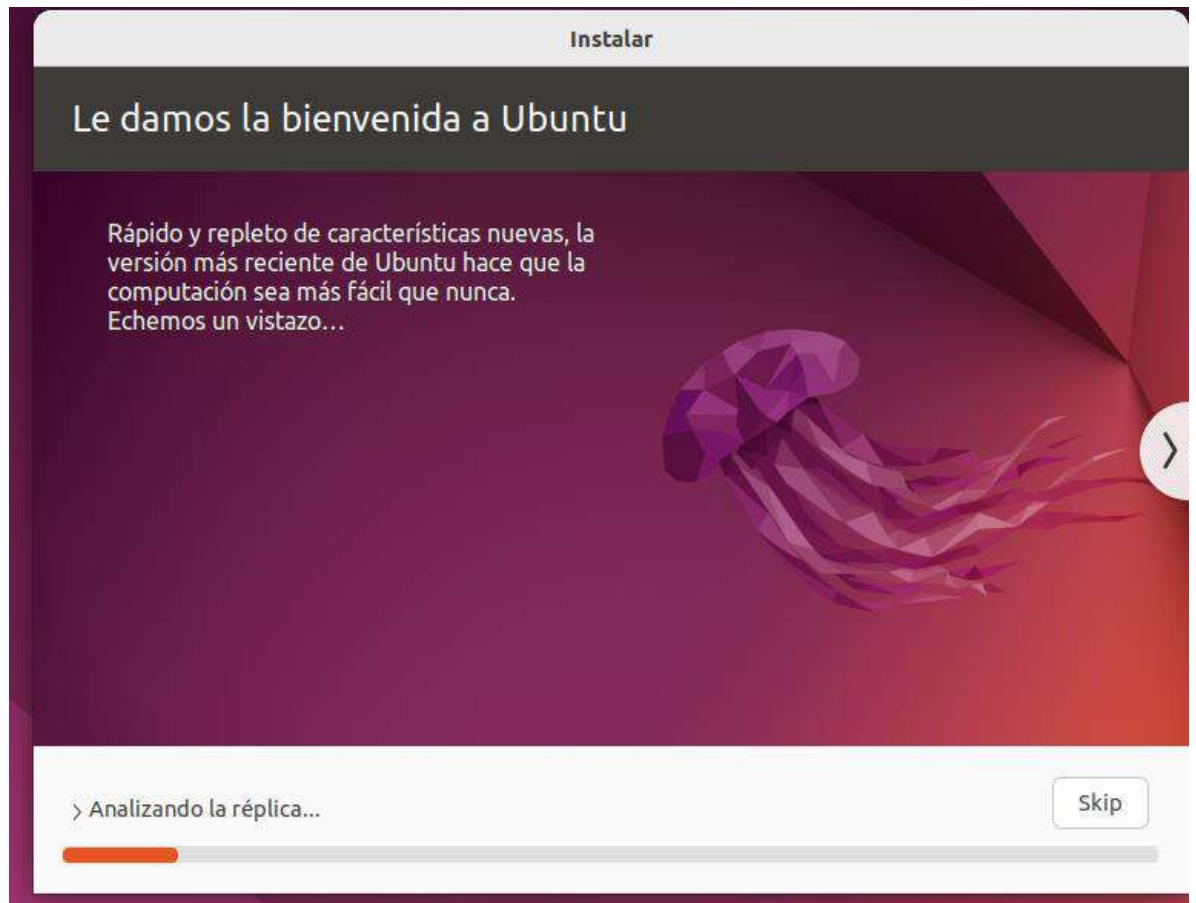 Instalar
Le damos la bienvenida a Ubuntu
Rápido y repleto de características nuevas, la
versión más reciente de Ubuntu hace que la
computación sea más fácil que nunca.
Echemos un vistazo…
> Analizando la réplica...
Skip